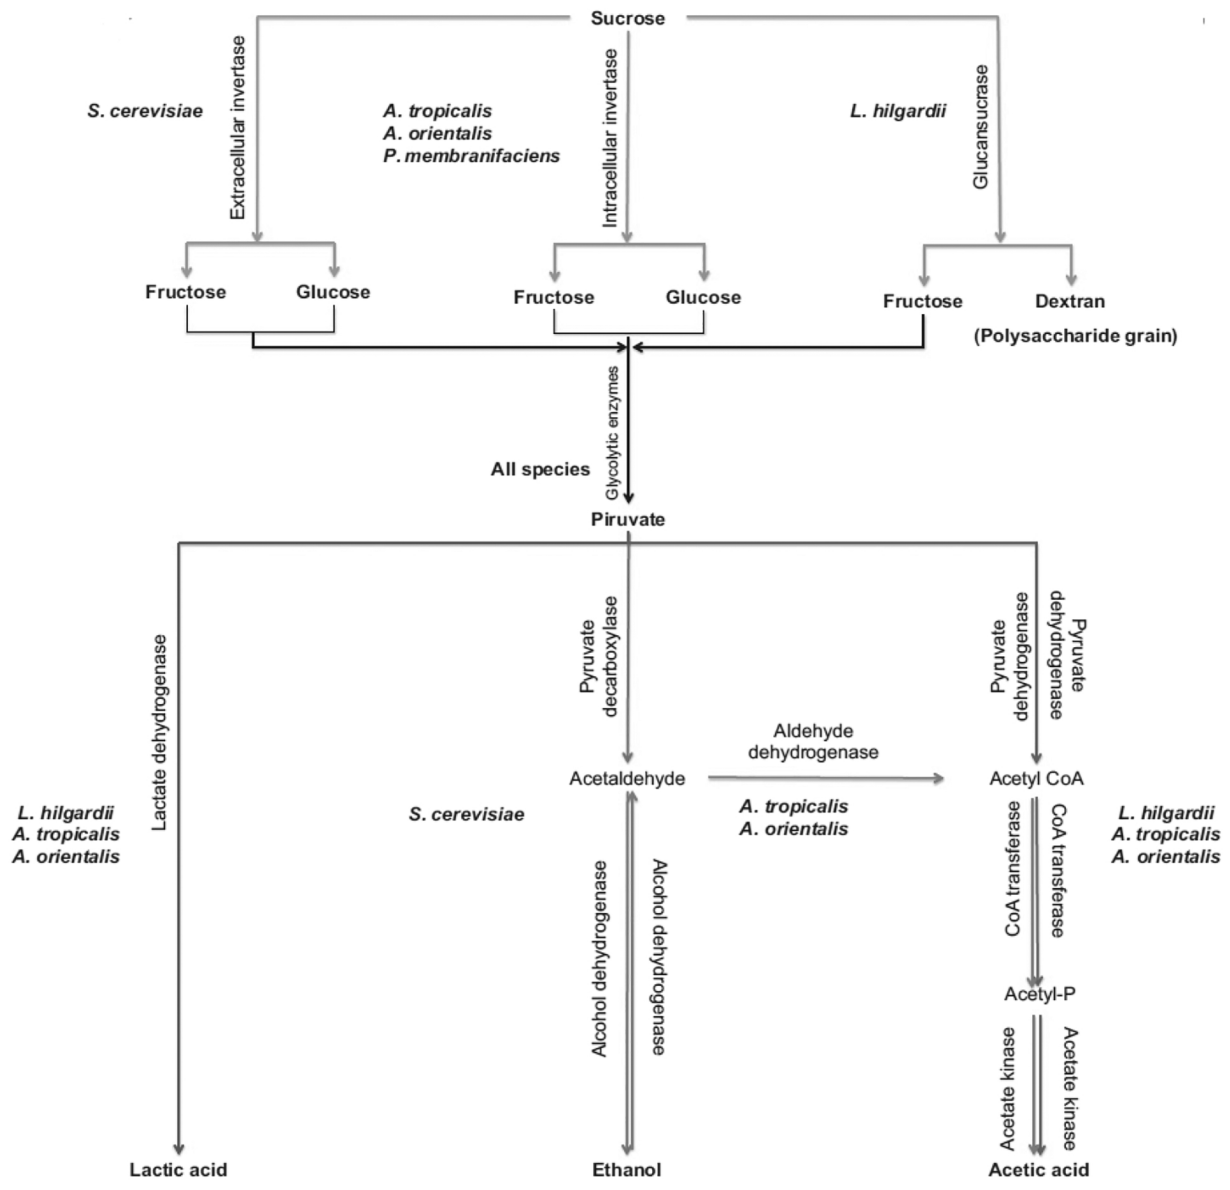 Sucrose
Extracellular invertase
Intracellular invertase
Glucansucrase
S. cerevisiae
A. tropicalis
A. orientalis
P. membranifaciens
L. hilgardii
Fructose
Glucose
Fructose
Glucose
Fructose
Dextran
(Polysaccharide grain)
Glycolytic enzymes
All species
Piruvate
Lactate dehydrogenase
Pyruvate
decarboxylase
Pyruvate
dehydrogenase
Pyruvate
dehydrogenase
Aldehyde
dehydrogenase
Acetaldehyde
Acetyl CoA
L. hilgardii
A. tropicalis
A. orientalis
S. cerevisiae
A. tropicalis
A. orientalis
CoA transferase
CoA transferase
L. hilgardii
A. tropicalis
A. orientalis
Alcohol dehydrogenase
Alcohol dehydrogenase
Acetyl-P
Acetate kinase
Acetate kinase
Lactic acid
Ethanol
Acetic acid